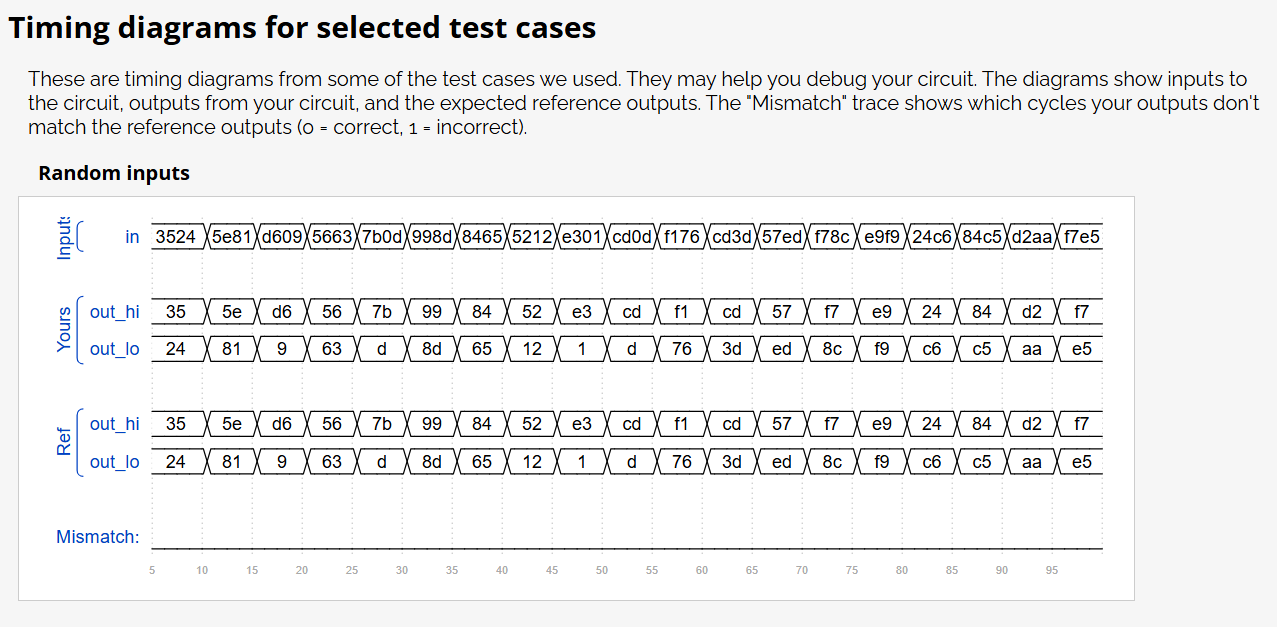 Timing diagrams for selected test cases
These are timing diagrams from some of the test cases we used. They may help you debug your circuit. The diagrams show inputs to
the circuit, outputs from your circuit, and the expected reference outputs. The "Mismatch" trace shows which cycles your outputs don't
match the reference outputs (0 = correct, 1 = incorrect).
Random inputs
Inputs
in 3524 5e81 d609 5663 7b0d 998d 8465 5212 e301 cd0d f176 cd3d 57ed f78c e9f9 24c6 84c5 d2aa f7e5
Yours
out_hi 35 5e d6 56 7b 99 84 52 e3 cd f1 cd 57 f7 e9 24 84 d2 f7
out_lo 24 81 9 63 d 8d 65 12 1 d 76 3d ed 8c f9 c6 c5 aa e5
Ref
out_hi 35 5e d6 56 7b 99 84 52 e3 cd f1 cd 57 f7 e9 24 84 d2 f7
out_lo 24 81 9 63 d 8d 65 12 1 d 76 3d ed 8c f9 c6 c5 aa e5
Mismatch:
5 10 15 20 25 30 35 40 45 50 55 60 65 70 75 80 85 90 95